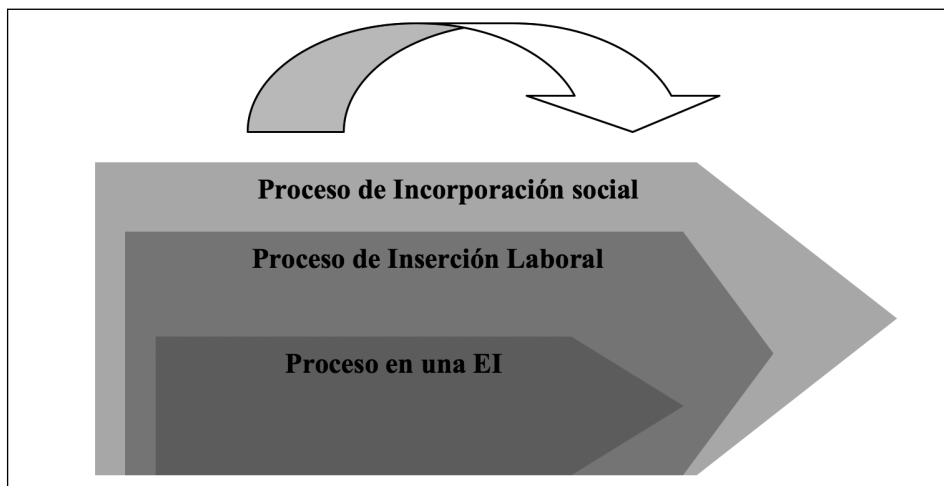 Proceso de Incorporación social
Proceso de Inserción Laboral
Proceso en una EI